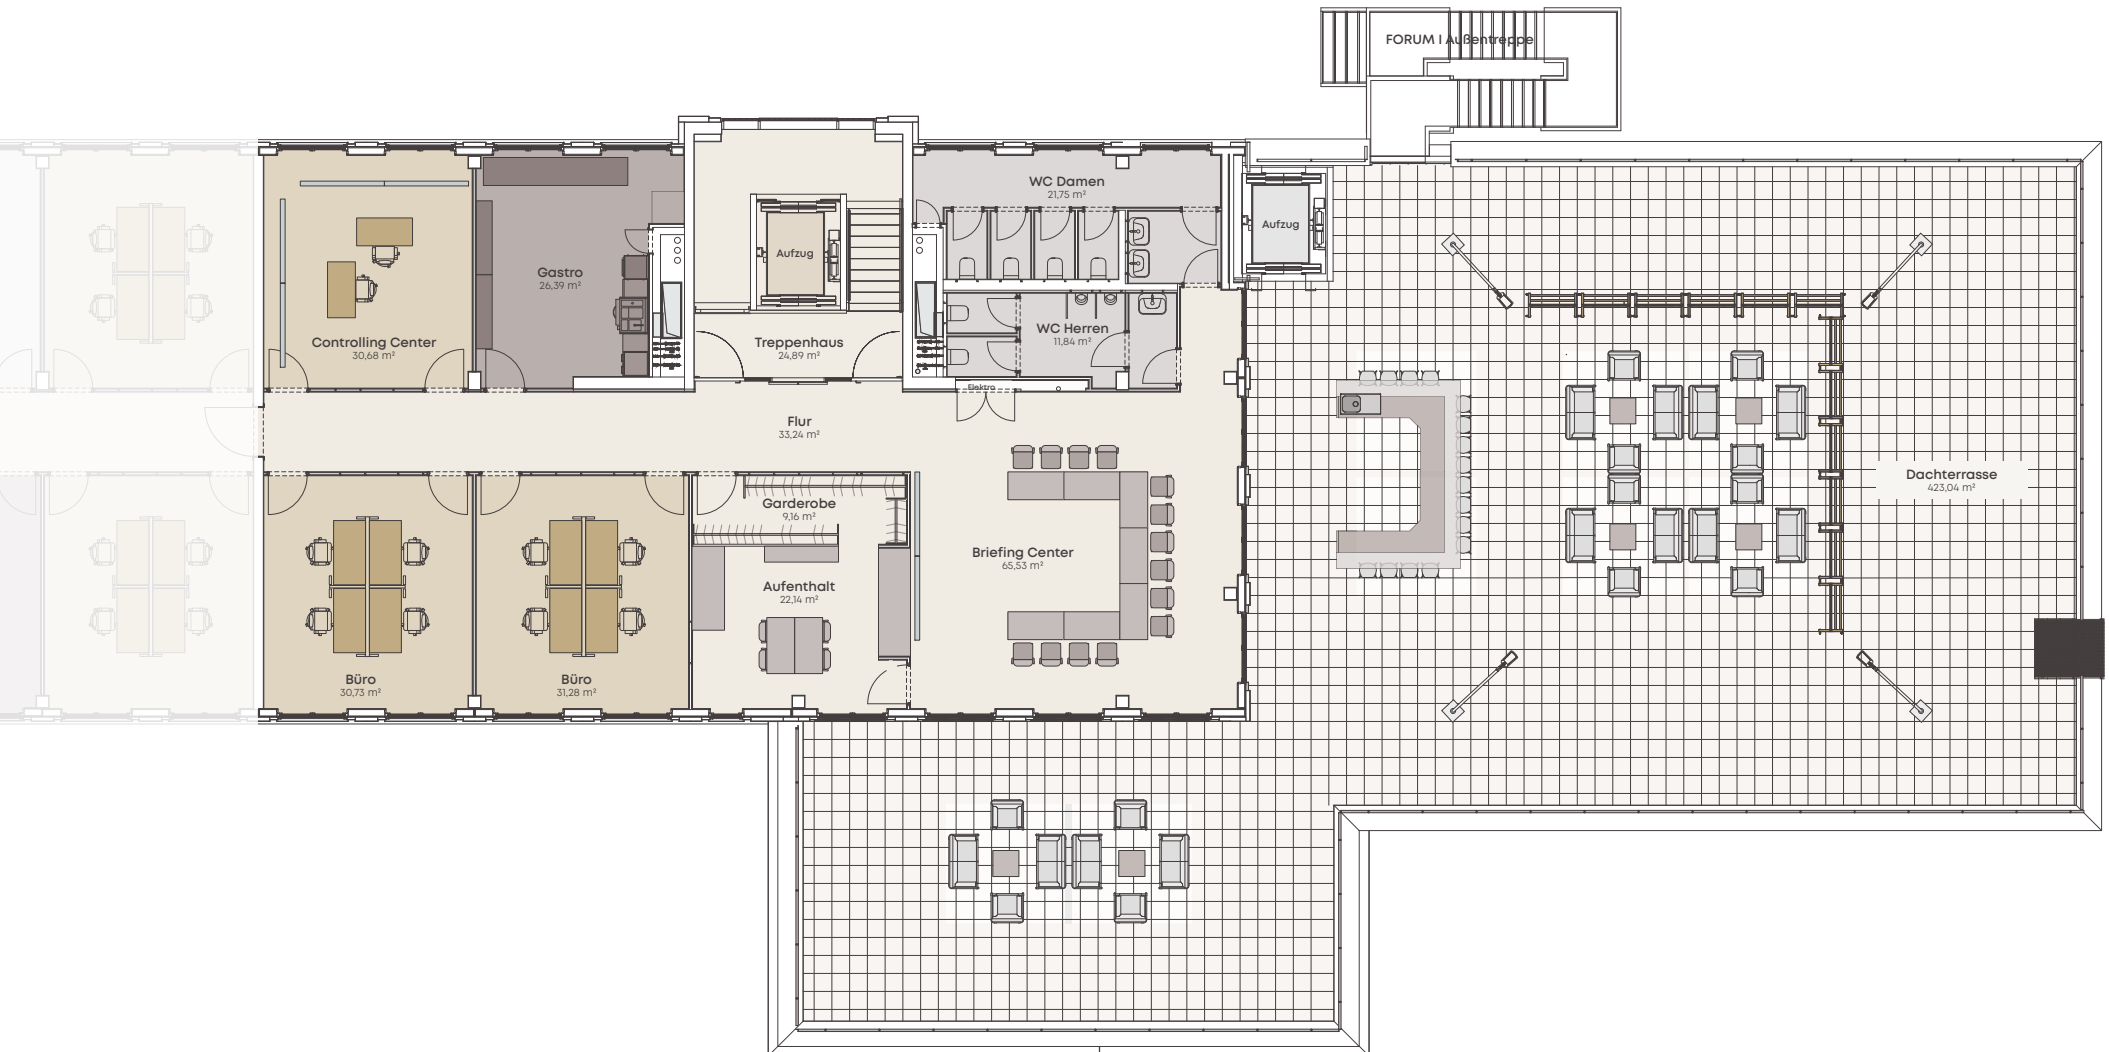 FORUM I Außentreppe
WC Damen
21,75 m²
Aufzug
Aufzug
Gastro
26,39 m²
Controlling Center
30,68 m²
Treppenhaus
24,89 m²
WC Herren
11,84 m²
Elektro
Flur
33,24 m²
Dachterrasse
423,04 m²
Garderobe
9,16 m²
Briefing Center
65,53 m²
Aufenthalt
22,14 m²
Büro
30,73 m²
Büro
31,28 m²